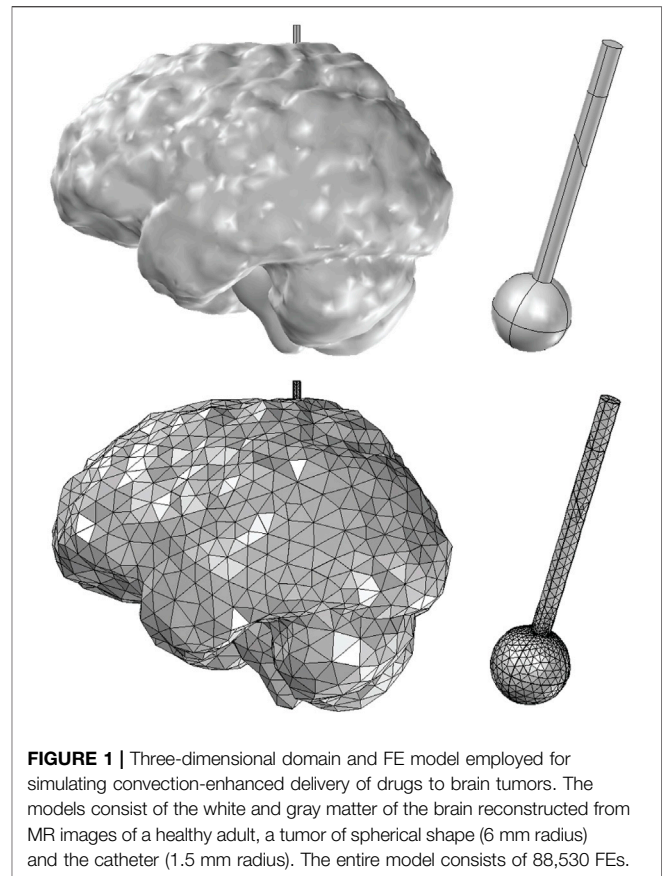 FIGURE 1 | Three-dimensional domain and FE model employed for
simulating convection-enhanced delivery of drugs to brain tumors. The
models consist of the white and gray matter of the brain reconstructed from
MR images of a healthy adult, a tumor of spherical shape (6 mm radius)
and the catheter (1.5 mm radius). The entire model consists of 88,530 FEs.